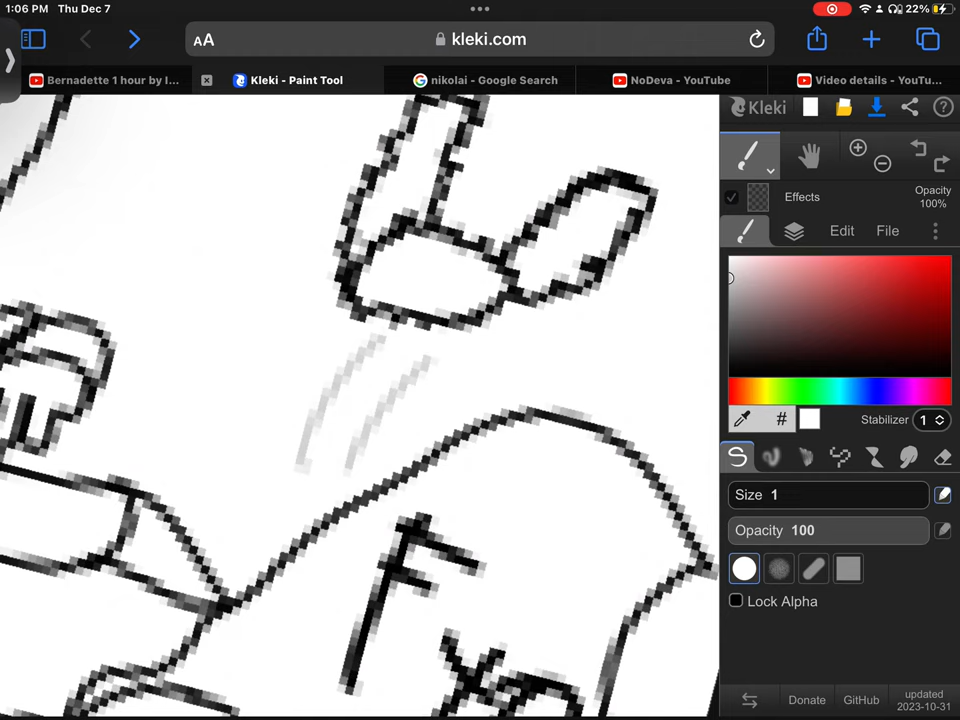 1:06 PM Thu Dec 7
22%
AA
kleki.com
Bernadette 1 hour by I...
Kleki - Paint Tool
nikolai - Google Search
NoDeva - YouTube
Video details - YouTu...
Kleki
Effects
Opacity
100%
Edit
File
#
Stabilizer 1
Size 1
Opacity 100
Lock Alpha
Donate
GitHub
updated
2023-10-31
F